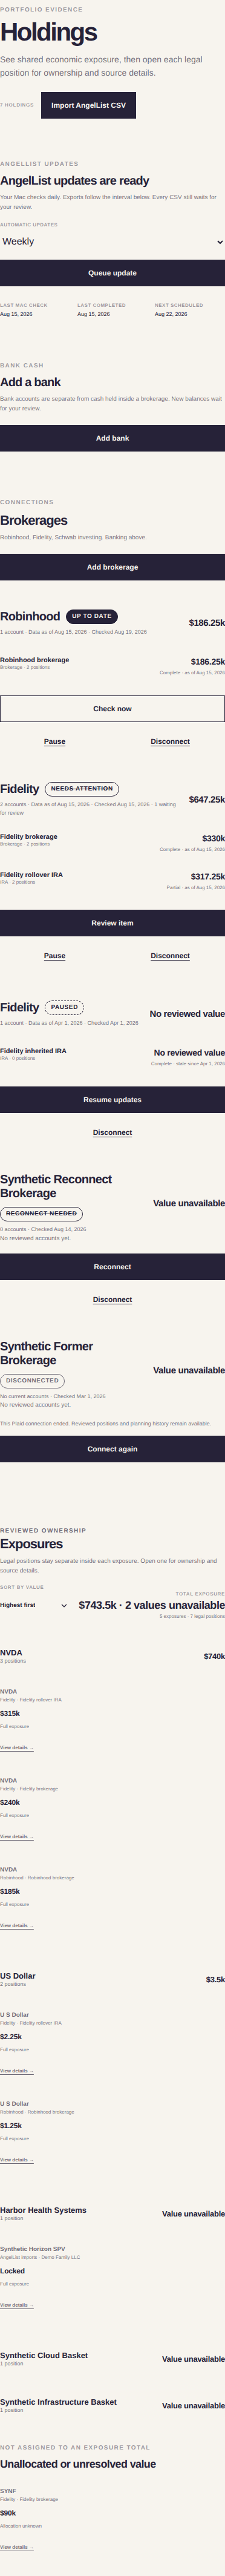 PORTFOLIO EVIDENCE
Holdings
See shared economic exposure, then open each legal
position for ownership and source details.
7 HOLDINGS
Import AngelList CSV
ANGELLIST UPDATES
AngelList updates are ready
Your Mac checks daily. Exports follow the interval below. Every CSV still waits for
your review.
AUTOMATIC UPDATES
Weekly
Queue update
LAST MAC CHECK
Aug 15, 2026
LAST COMPLETED
Aug 15, 2026
NEXT SCHEDULED
Aug 22, 2026
BANK CASH
Add a bank
Bank accounts are separate from cash held inside a brokerage. New balances wait
for your review.
Add bank
CONNECTIONS
Brokerages
Robinhood, Fidelity, Schwab investing. Banking above.
Add brokerage
Robinhood UP TO DATE
1 account · Data as of Aug 15, 2026 · Checked Aug 19, 2026
$186.25k
Robinhood brokerage
Brokerage · 2 positions
$186.25k
Complete · as of Aug 15, 2026
Check now
Pause
Disconnect
Fidelity NEEDS ATTENTION
2 accounts · Data as of Aug 15, 2026 · Checked Aug 15, 2026 · 1 waiting
for review
$647.25k
Fidelity brokerage
Brokerage · 2 positions
$330k
Complete · as of Aug 15, 2026
Fidelity rollover IRA
IRA · 2 positions
$317.25k
Partial · as of Aug 15, 2026
Review item
Pause
Disconnect
Fidelity PAUSED
1 account · Data as of Apr 1, 2026 · Checked Apr 1, 2026
No reviewed value
Fidelity inherited IRA
IRA · 0 positions
No reviewed value
Complete · stale since Apr 1, 2026
Resume updates
Disconnect
Synthetic Reconnect
Brokerage
RECONNECT NEEDED
0 accounts · Checked Aug 14, 2026
No reviewed accounts yet.
Value unavailable
Reconnect
Disconnect
Synthetic Former
Brokerage
DISCONNECTED
No current accounts · Checked Mar 1, 2026
No reviewed accounts yet.
Value unavailable
This Plaid connection ended. Reviewed positions and planning history remain available.
Connect again
REVIEWED OWNERSHIP
Exposures
Legal positions stay separate inside each exposure. Open one for ownership and
source details.
SORT BY VALUE
Highest first
TOTAL EXPOSURE
$743.5k · 2 values unavailable
5 exposures · 7 legal positions
NVDA
3 positions
$740k
NVDA
Fidelity · Fidelity rollover IRA
$315k
Full exposure
View details →
NVDA
Fidelity · Fidelity brokerage
$240k
Full exposure
View details →
NVDA
Robinhood · Robinhood brokerage
$185k
Full exposure
View details →
US Dollar
2 positions
$3.5k
U S Dollar
Fidelity · Fidelity rollover IRA
$2.25k
Full exposure
View details →
U S Dollar
Robinhood · Robinhood brokerage
$1.25k
Full exposure
View details →
Harbor Health Systems
1 position
Value unavailable
Synthetic Horizon SPV
AngelList imports · Demo Family LLC
Locked
Full exposure
View details →
Synthetic Cloud Basket
1 position
Value unavailable
Synthetic Infrastructure Basket
1 position
Value unavailable
NOT ASSIGNED TO AN EXPOSURE TOTAL
Unallocated or unresolved value
SYNF
Fidelity · Fidelity brokerage
$90k
Allocation unknown
View details →